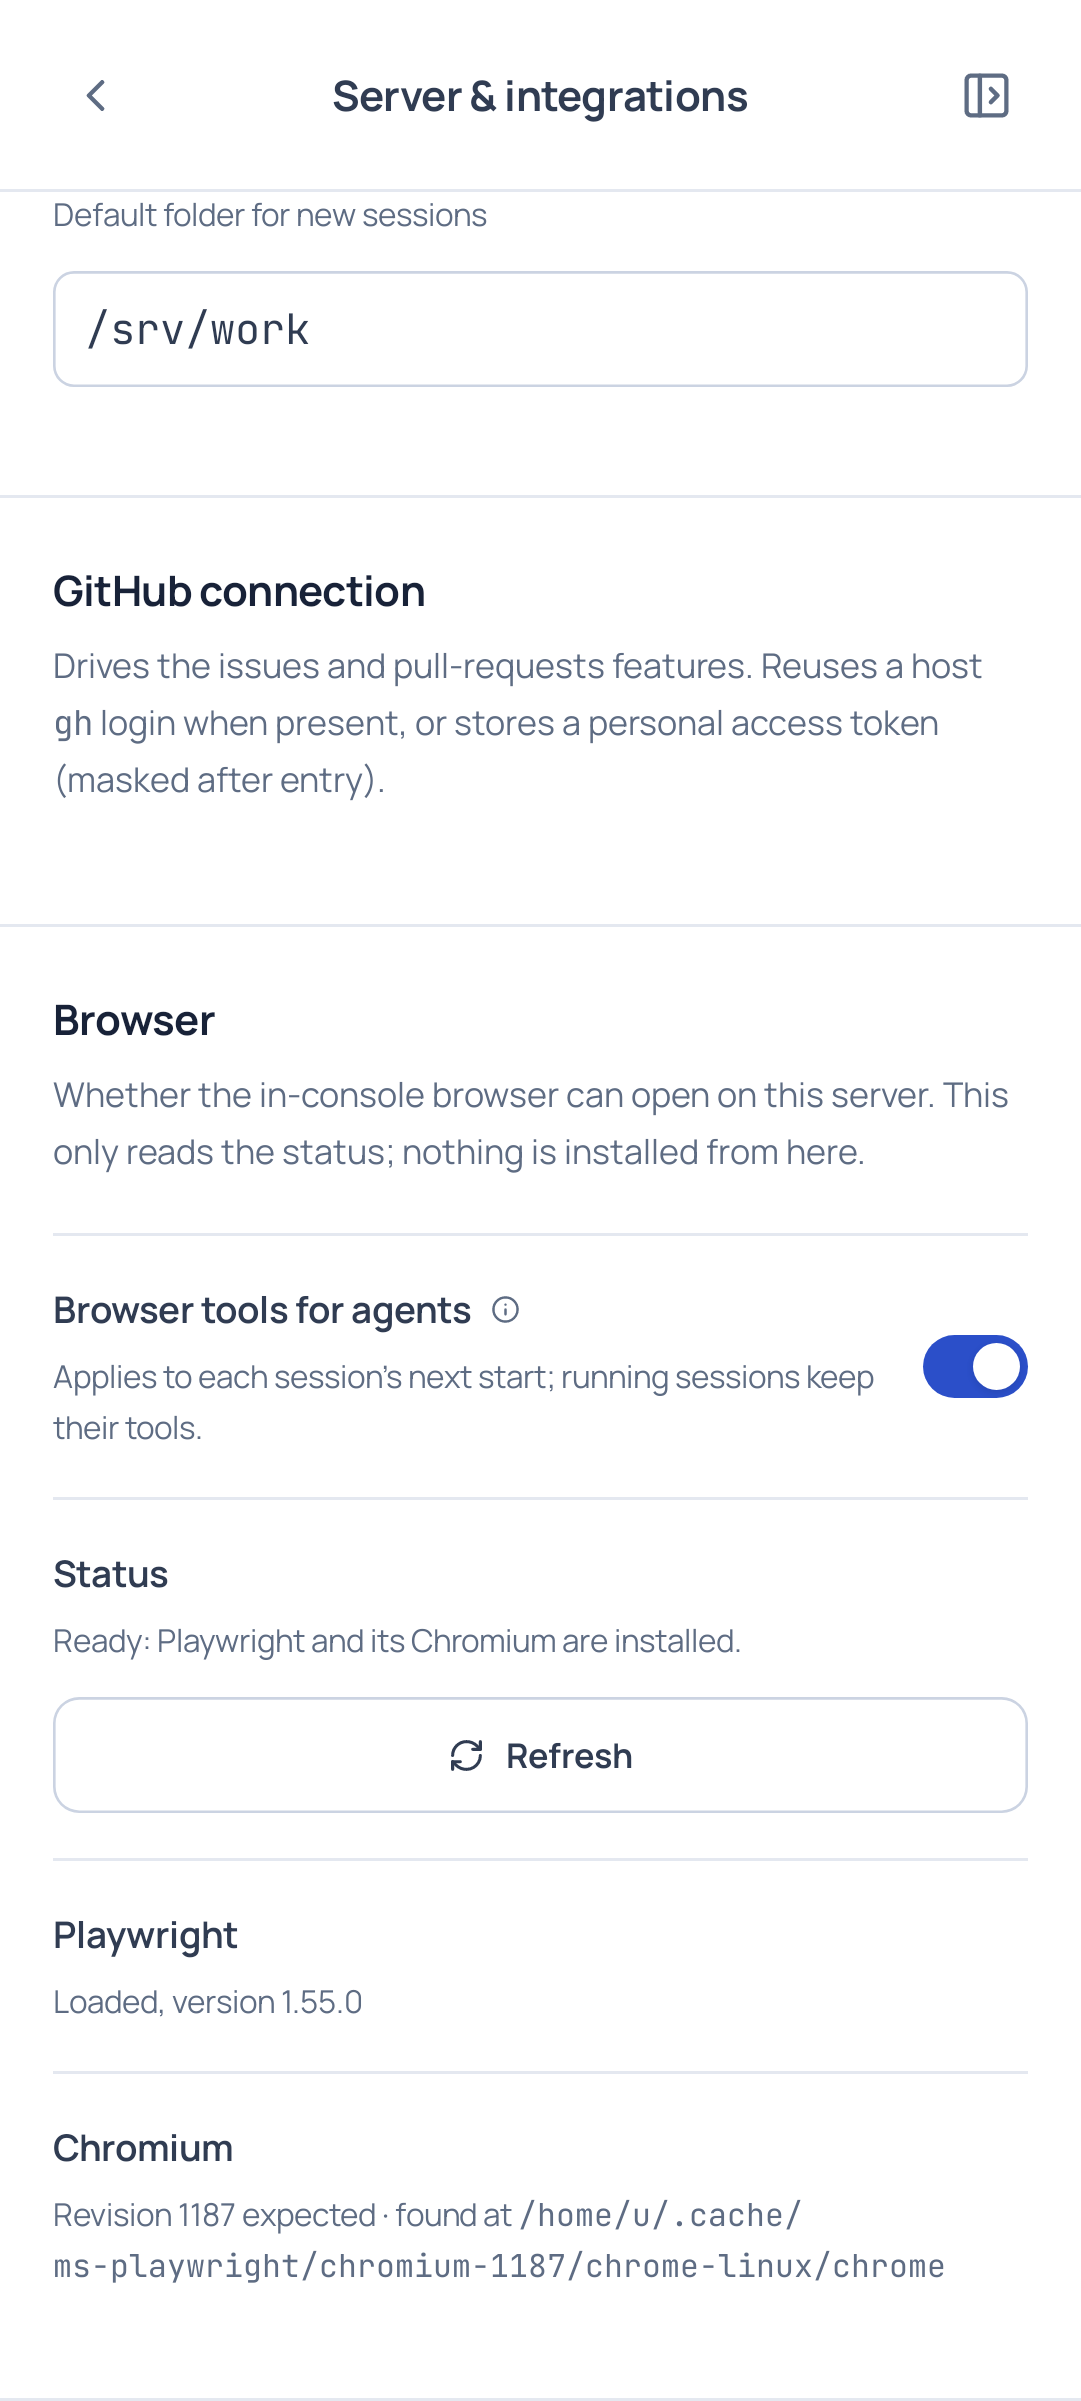 Server & integrations
Default folder for new sessions
/srv/work
GitHub connection
Drives the issues and pull-requests features. Reuses a host
gh login when present, or stores a personal access token
(masked after entry).
Browser
Whether the in-console browser can open on this server. This
only reads the status; nothing is installed from here.
Browser tools for agents
Applies to each session’s next start; running sessions keep
their tools.
Status
Ready: Playwright and its Chromium are installed.
Refresh
Playwright
Loaded, version 1.55.0
Chromium
Revision 1187 expected · found at /home/u/.cache/
ms-playwright/chromium-1187/chrome-linux/chrome